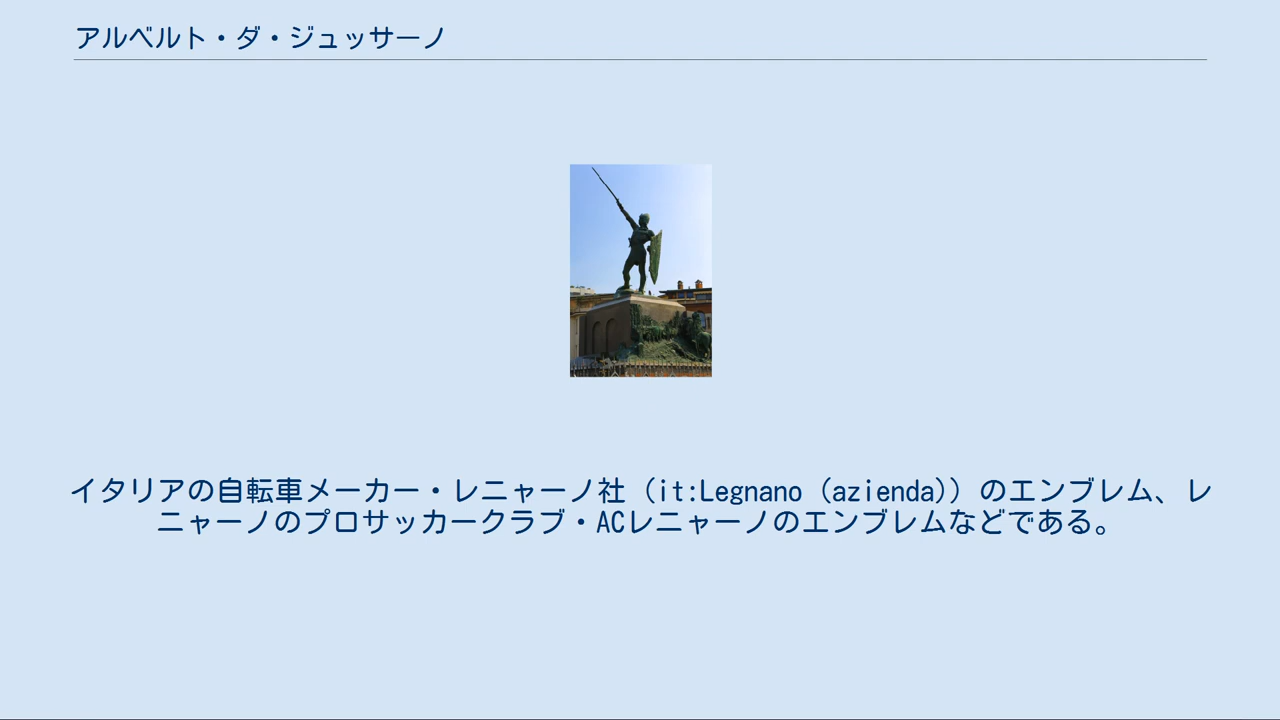 アルベルト・ダ・ジュッサーノ
イタリアの自転車メーカー・レニャーノ社（it:Legnano（azienda））のエンブレム、レ
ニャーノのプロサッカークラブ・ACレニャーノのエンブレムなどである。